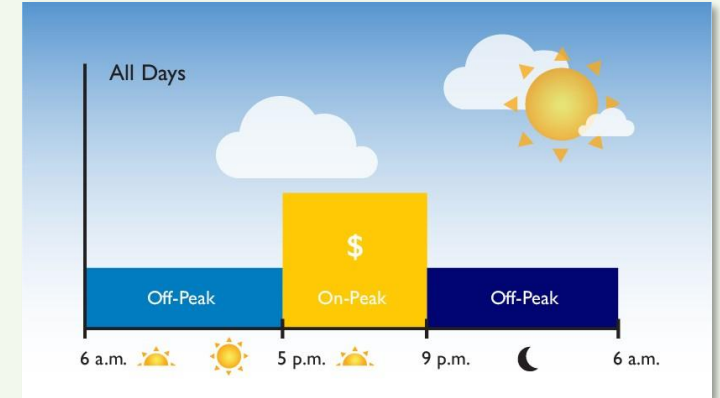 All Days
$
Off-Peak
On-Peak
Off-Peak
6 a.m.
5 p.m.
9 p.m.
6 a.m.